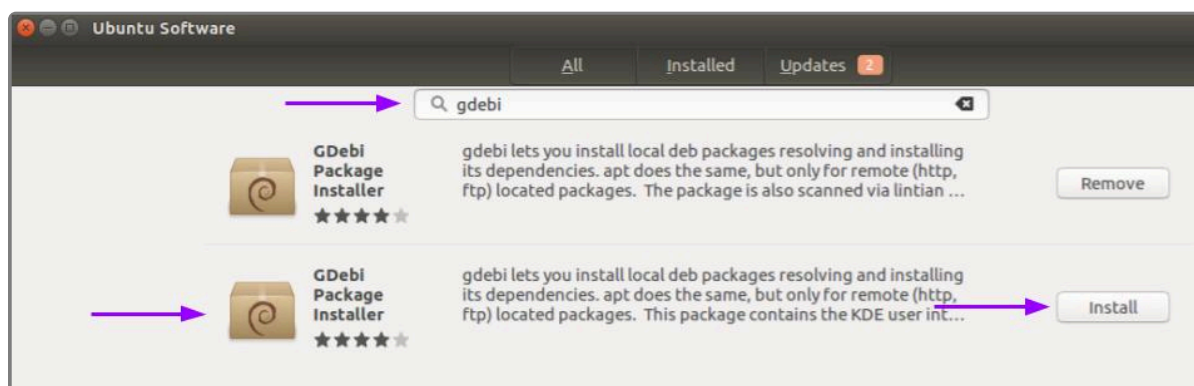 Ubuntu Software
All Installed Updates 2
gdebi
GDebi
Package
Installer
gdebi lets you install local deb packages resolving and installing
its dependencies. apt does the same, but only for remote (http,
ftp) located packages. The package is also scanned via lintian ...
Remove
GDebi
Package
Installer
gdebi lets you install local deb packages resolving and installing
its dependencies. apt does the same, but only for remote (http,
ftp) located packages. This package contains the KDE user int...
Install